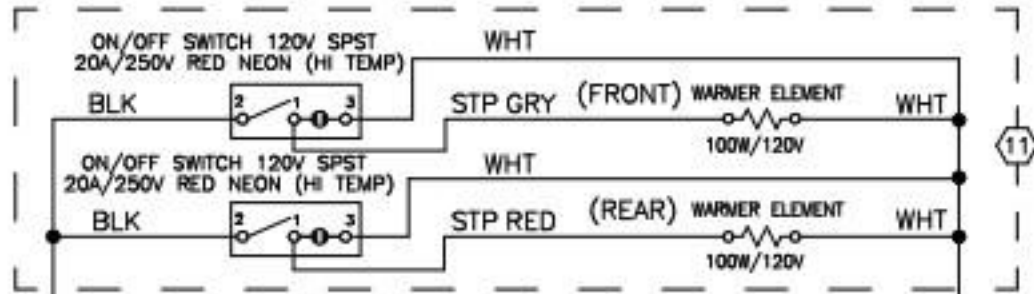 ON/OFF SWITCH 120V SPST
20A/250V RED NEON (HI TEMP)
WHT
BLK
2 1 3
STP GRY
(FRONT)
WARMER ELEMENT
100W/120V
WHT
11
ON/OFF SWITCH 120V SPST
20A/250V RED NEON (HI TEMP)
WHT
BLK
2 1 3
STP RED
(REAR)
WARMER ELEMENT
100W/120V
WHT